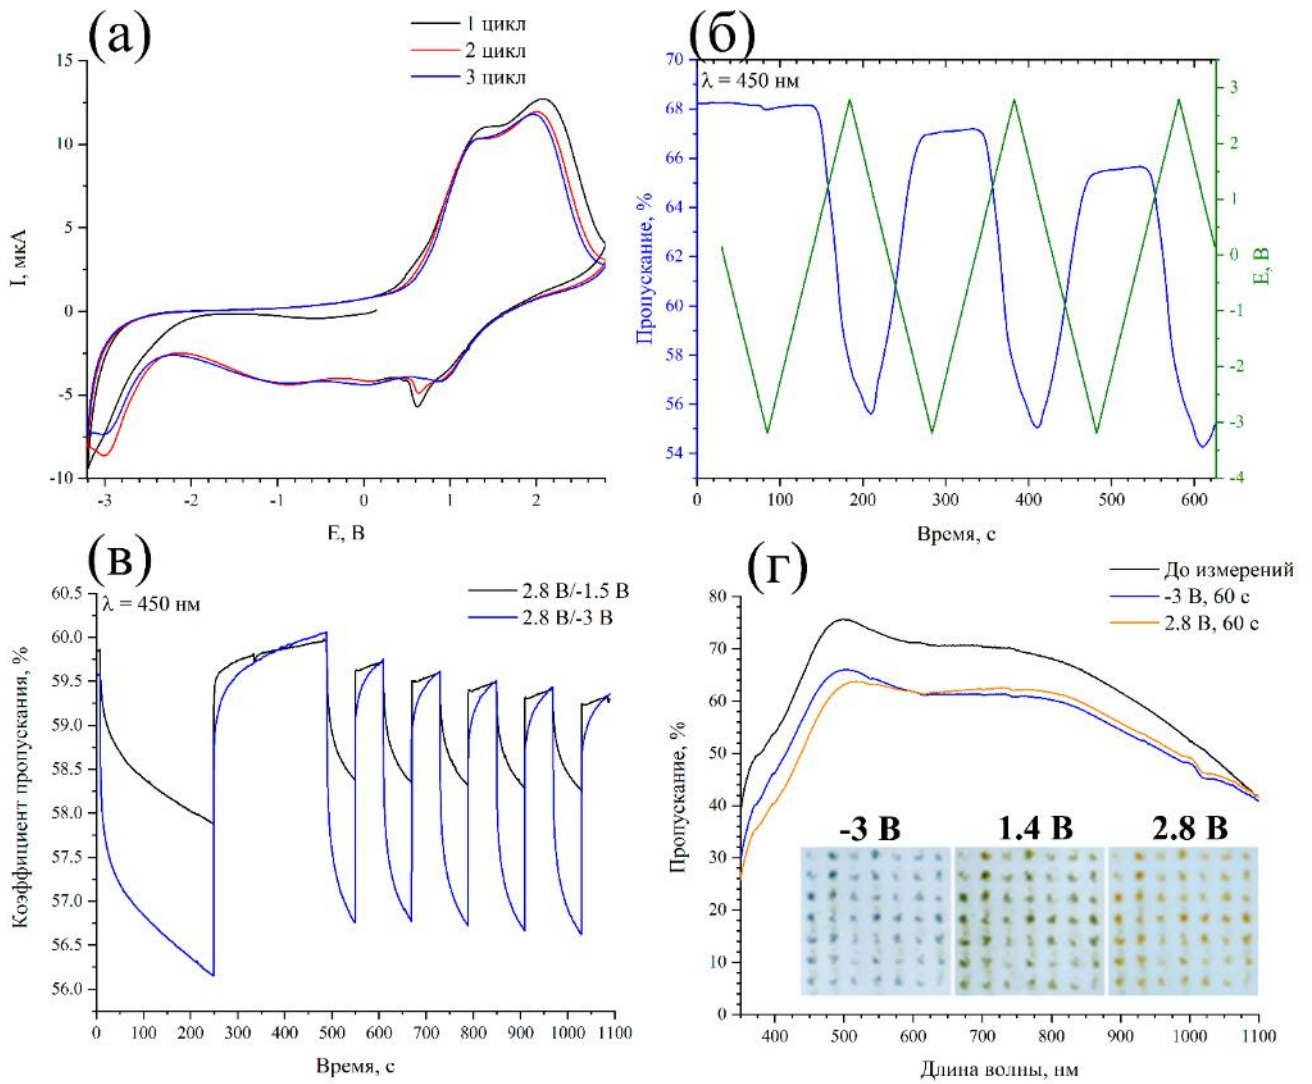 (а)
1 цикл
2 цикл
3 цикл
15
10
5
0
-5
-10
I, мкА
-3
-2
-1
0
1
2
E, В
(б)
λ = 450 нм
70
68
66
64
62
60
58
56
54
Пропускание, %
3
2
1
0
-1
-2
-3
-4
E, В
0
100
200
300
400
500
600
Время, с
(в)
λ = 450 нм
2.8 В/-1.5 В
2.8 В/-3 В
60.5
60.0
59.5
59.0
58.5
58.0
57.5
57.0
56.5
56.0
Коэффициент пропускания, %
0
100
200
300
400
500
600
700
800
900
1000
1100
Время, с
(г)
До измерений
-3 В, 60 с
2.8 В, 60 с
80
70
60
50
40
30
20
10
0
Пропускание, %
-3 В
1.4 В
2.8 В
400
500
600
700
800
900
1000
1100
Длина волны, нм